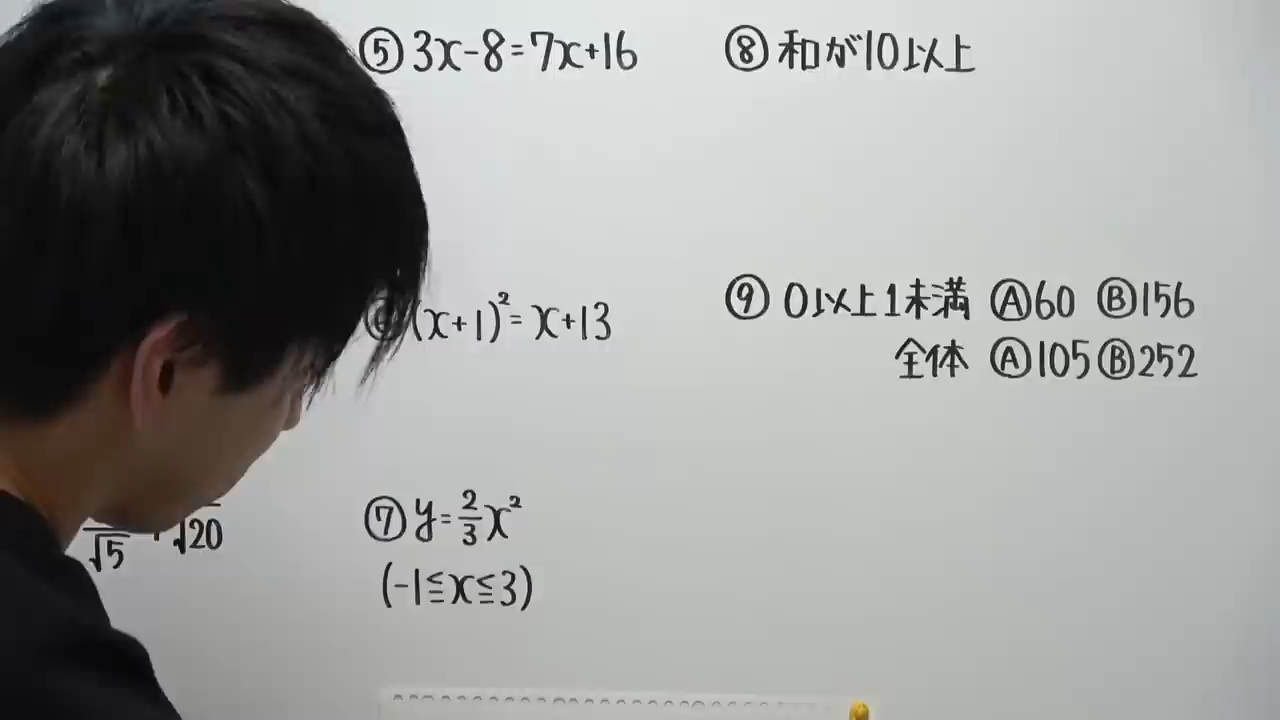 ⑤ 3x-8=7x+16
(x+1)²=x+13
√5 + √20
⑦ y=2/3x²
(-1≦x≦3)
⑧ 和が10以上
⑨ 0以上1未満 Ⓐ60 Ⓑ156
全体 Ⓐ105 Ⓑ252